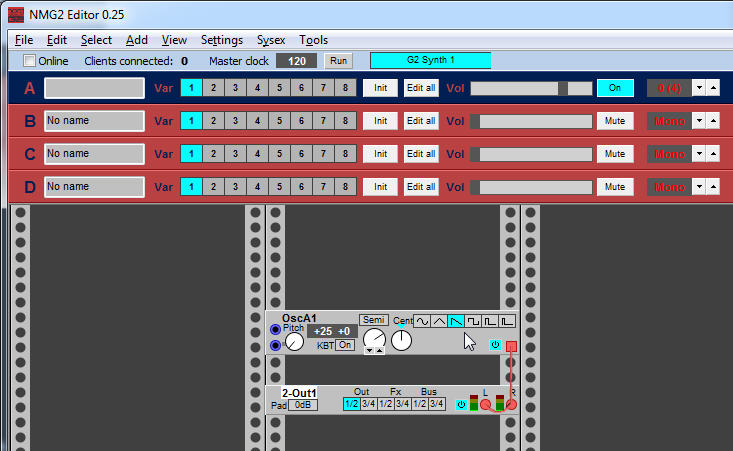 NMG2 Editor 0.25
File Edit Select Add View Settings Sysex Tools
Online Clients connected: 0 Master clock 120 Run G2 Synth 1
A Var 1 2 3 4 5 6 7 8 Init Edit all Vol On 0 (4)
B No name Var 1 2 3 4 5 6 7 8 Init Edit all Vol Mute Mono
C No name Var 1 2 3 4 5 6 7 8 Init Edit all Vol Mute Mono
D No name Var 1 2 3 4 5 6 7 8 Init Edit all Vol Mute Mono
OscA1
Pitch +25 +0 Semi Cent
KBT On
2-Out1 Out Fx Bus L R
Pad 0dB 1/2 3/4 1/2 3/4 1/2 3/4